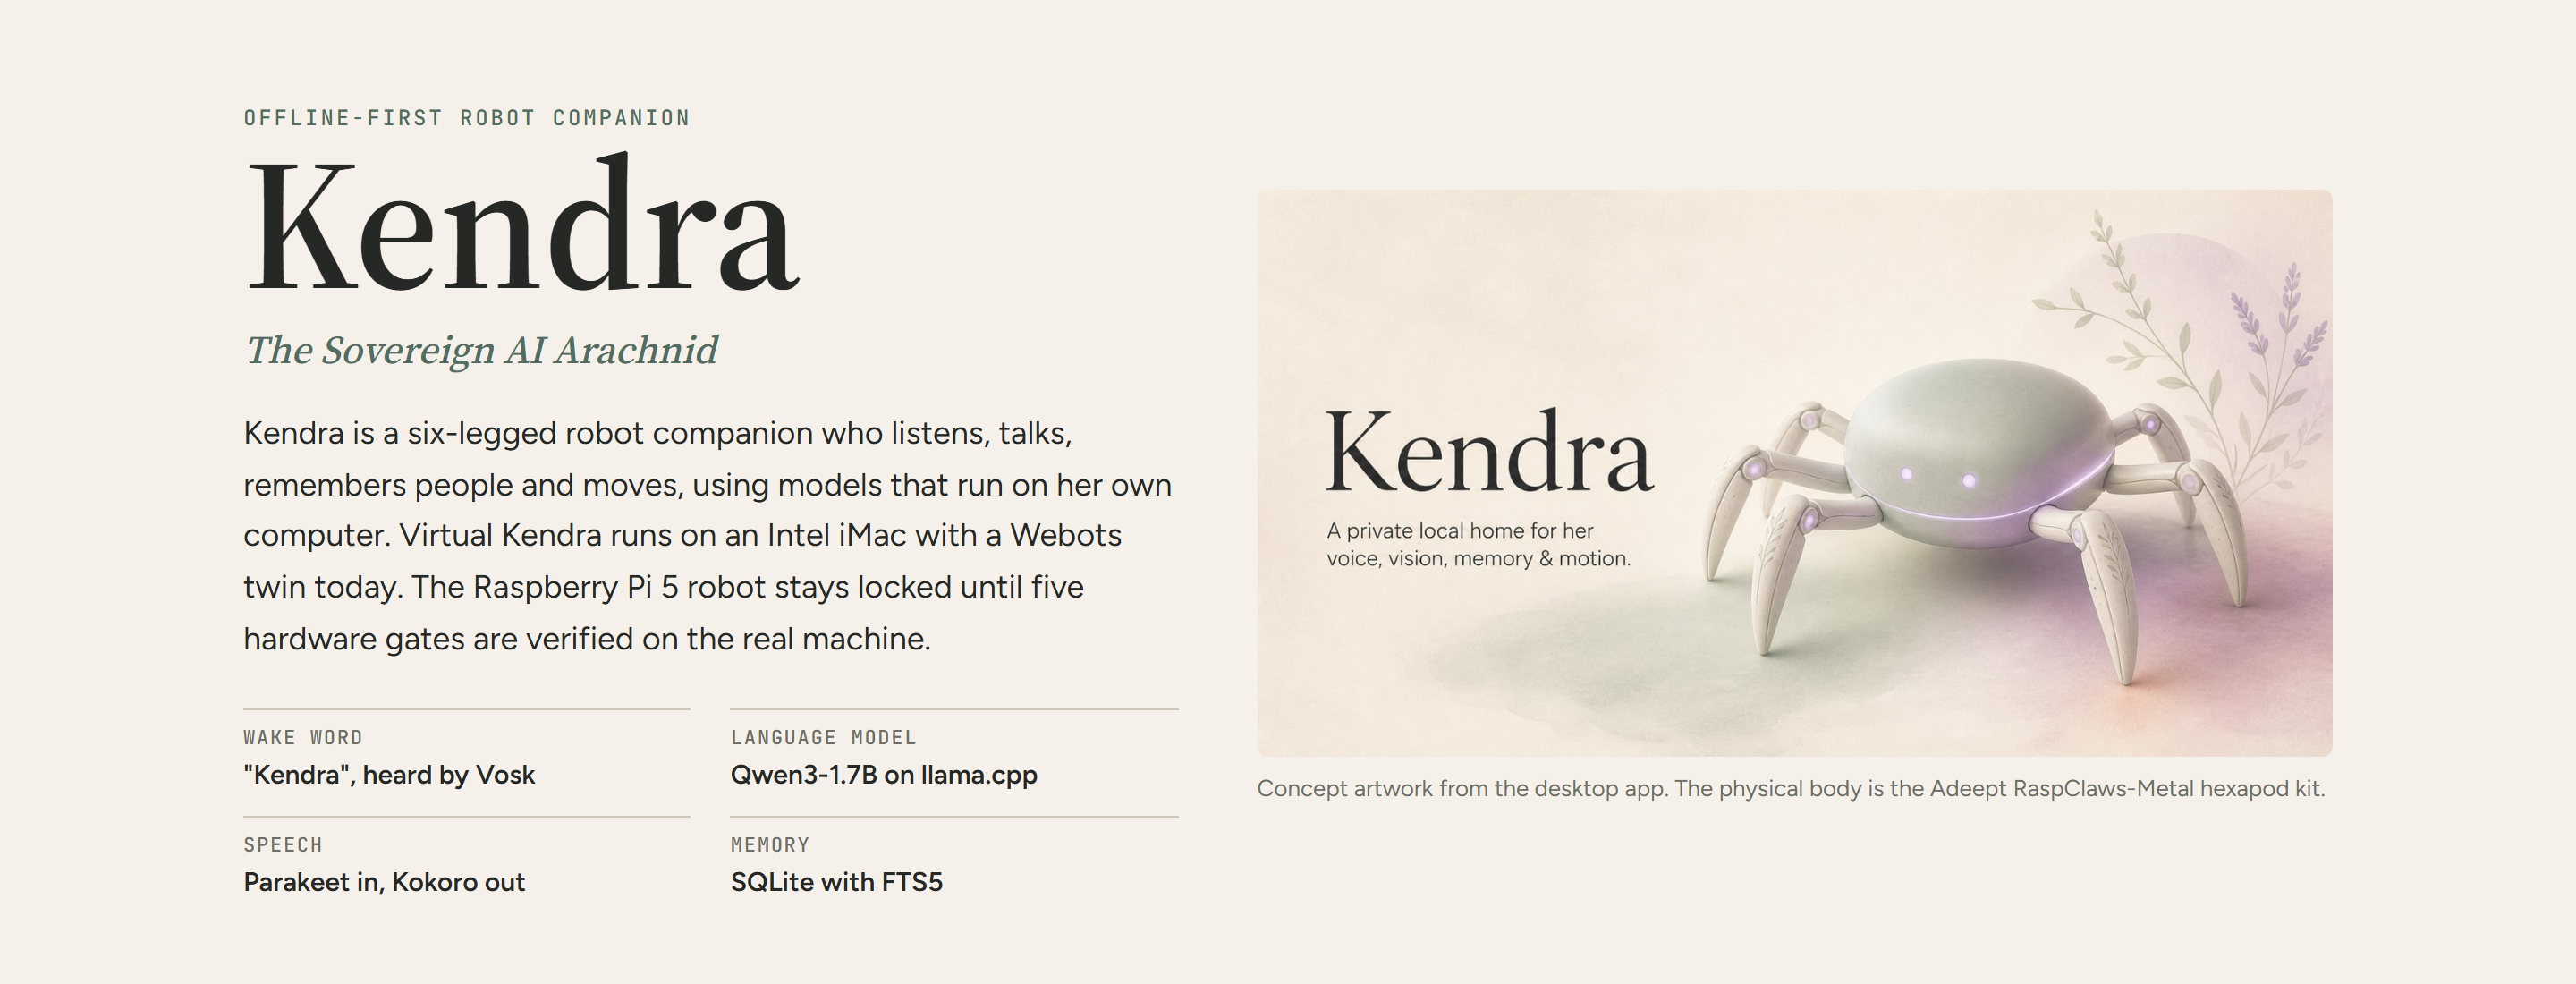 OFFLINE-FIRST ROBOT COMPANION
Kendra
The Sovereign AI Arachnid
Kendra is a six-legged robot companion who listens, talks,
remembers people and moves, using models that run on her own
computer. Virtual Kendra runs on an Intel iMac with a Webots
twin today. The Raspberry Pi 5 robot stays locked until five
hardware gates are verified on the real machine.
WAKE WORD
"Kendra", heard by Vosk
LANGUAGE MODEL
Qwen3-1.7B on llama.cpp
SPEECH
Parakeet in, Kokoro out
MEMORY
SQLite with FTS5
Kendra
A private local home for her
voice, vision, memory & motion.
Concept artwork from the desktop app. The physical body is the Adeept RaspClaws-Metal hexapod kit.